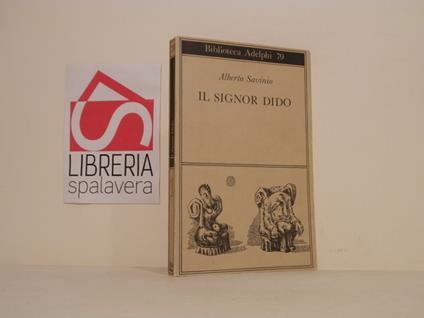 LIBRERIA
spalavera
Biblioteca Adelphi 79
Alberto Savinio
IL SIGNOR DIDO